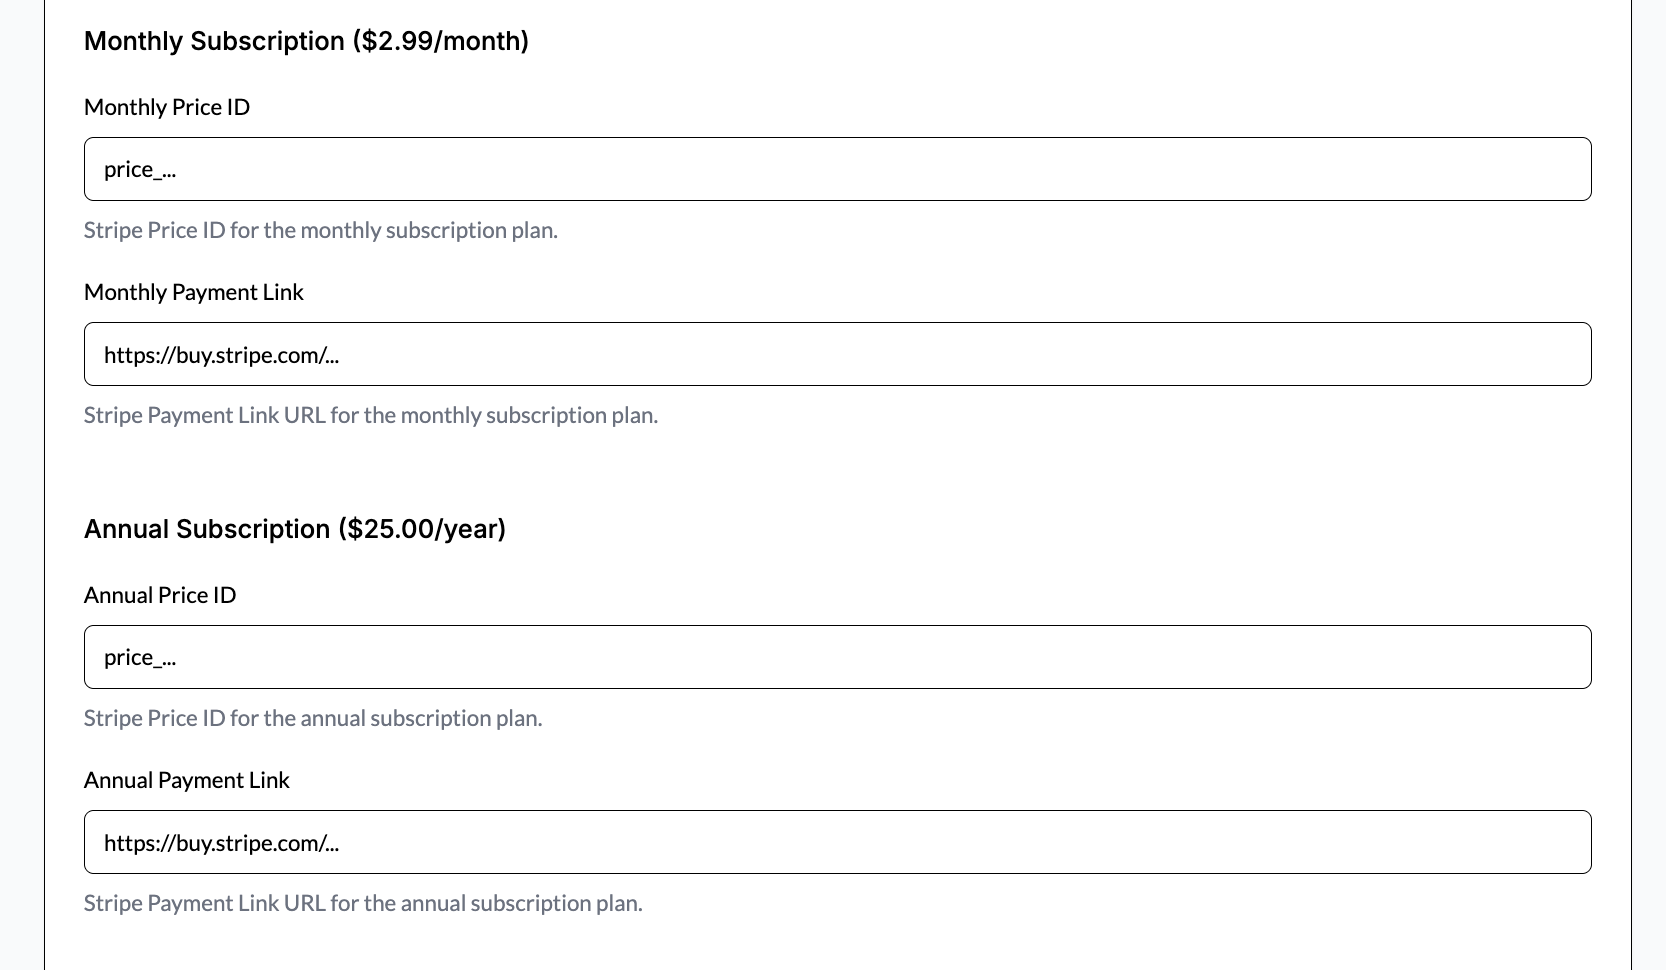 Monthly Subscription ($2.99/month)
Monthly Price ID
price_...
Stripe Price ID for the monthly subscription plan.
Monthly Payment Link
https://buy.stripe.com/...
Stripe Payment Link URL for the monthly subscription plan.
Annual Subscription ($25.00/year)
Annual Price ID
price_...
Stripe Price ID for the annual subscription plan.
Annual Payment Link
https://buy.stripe.com/...
Stripe Payment Link URL for the annual subscription plan.